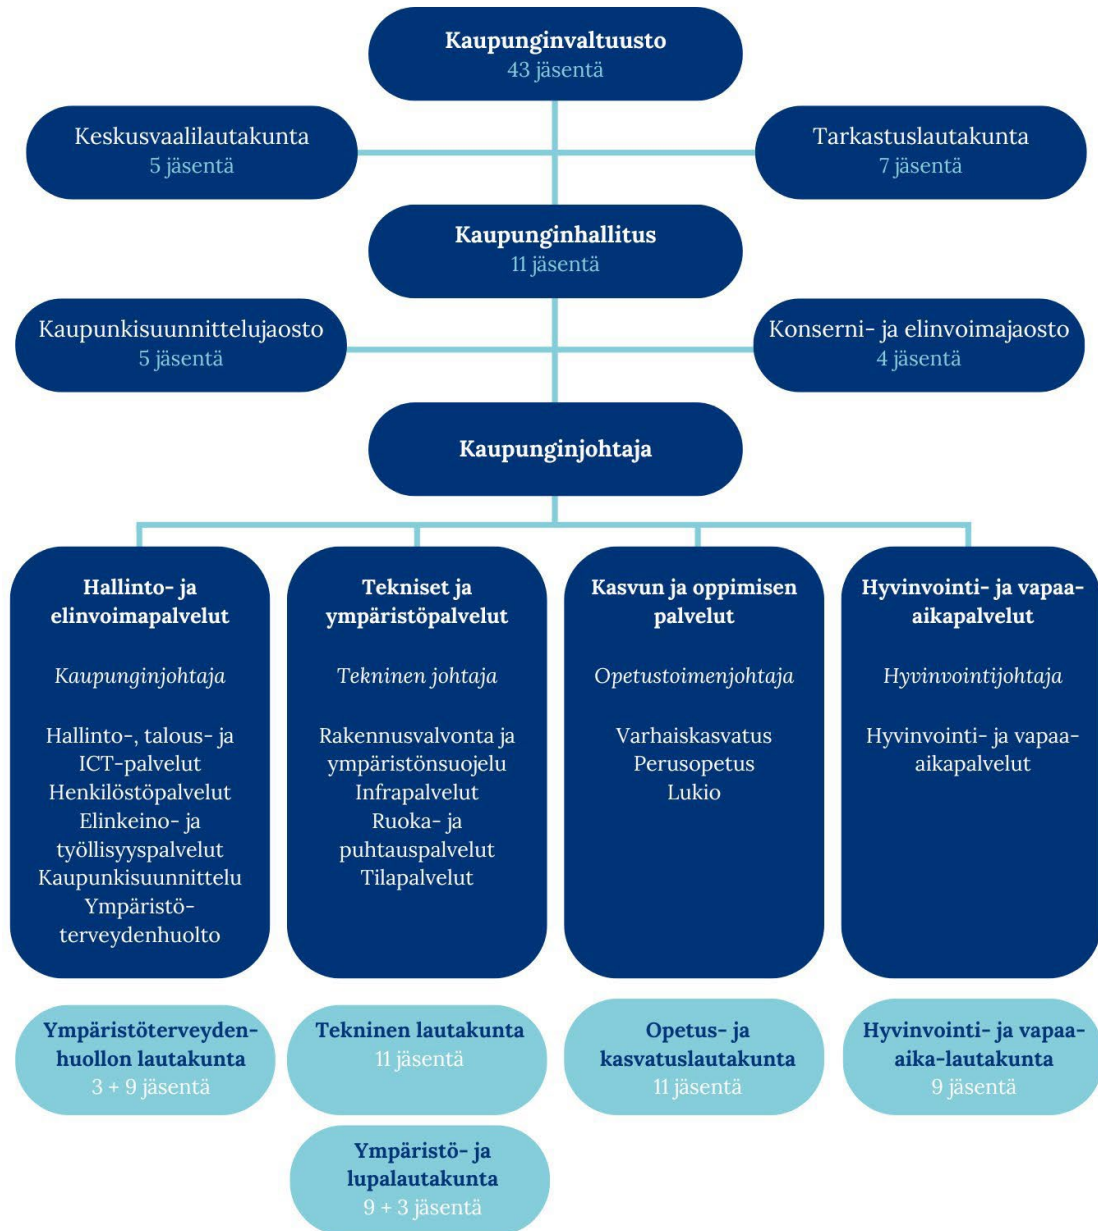 Kaupunginvaltuusto
43 jäsentä
Keskusvaalilautakunta
5 jäsentä
Tarkastuslautakunta
7 jäsentä
Kaupunginhallitus
11 jäsentä
Kaupunkisuunnittelujaosto
5 jäsentä
Konserni- ja elinvoimajaosto
4 jäsentä
Kaupunginjohtaja
Hallinto- ja
elinvoimapalvelut
Kaupunginjohtaja
Hallinto-, talous- ja
ICT-palvelut
Henkilöstöpalvelut
Elinkeino- ja
työllisyyspalvelut
Kaupunkisuunnittelu
Ympäristö-
terveydenhuolto
Tekniset ja
ympäristöpalvelut
Tekninen johtaja
Rakennusvalvonta ja
ympäristönsuojelu
Infrapalvelut
Ruoka- ja
puhtauspalvelut
Tilapalvelut
Kasvun ja oppimisen
palvelut
Opetustoimenjohtaja
Varhaiskasvatus
Perusopetus
Lukio
Hyvinvointi- ja vapaa-
aikapalvelut
Hyvinvointijohtaja
Hyvinvointi- ja vapaa-
aikapalvelut
Ympäristöterveyden-
huollon lautakunta
3 + 9 jäsentä
Tekninen lautakunta
11 jäsentä
Opetus- ja
kasvatuslautakunta
11 jäsentä
Hyvinvointi- ja vapaa-
aika-lautakunta
9 jäsentä
Ympäristö- ja
lupalautakunta
9 + 3 jäsentä